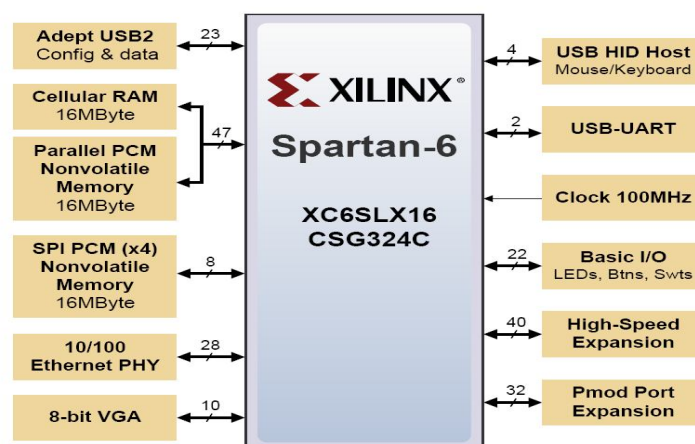 Adept USB2
Config & data
23
Cellular RAM
16MByte
47
Parallel PCM
Nonvolatile
Memory
16MByte
SPI PCM (x4)
Nonvolatile
Memory
16MByte
8
10/100
Ethernet PHY
28
8-bit VGA
10
XILINX®
Spartan-6
XC6SLX16
CSG324C
4
USB HID Host
Mouse/Keyboard
2
USB-UART
Clock 100MHz
22
Basic I/O
LEDs, Btns, Swts
40
High-Speed
Expansion
32
Pmod Port
Expansion